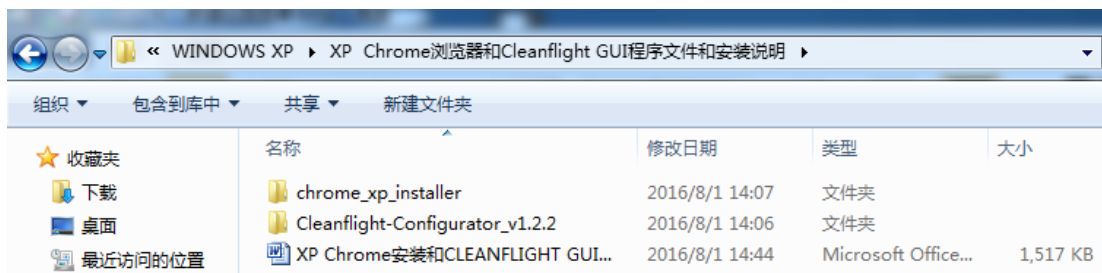 « WINDOWS XP ▸ XP Chrome浏览器和Cleanflight GUI程序文件和安装说明 ▸
组织 ▼ 包含到库中 ▼ 共享 ▼ 新建文件夹
收藏夹
下载
桌面
最近访问的位置
名称 修改日期 类型 大小
chrome_xp_installer 2016/8/1 14:07 文件夹
Cleanflight-Configurator_v1.2.2 2016/8/1 14:06 文件夹
XP Chrome安装和CLEANFLIGHT GUI... 2016/8/1 14:44 Microsoft Office... 1,517 KB